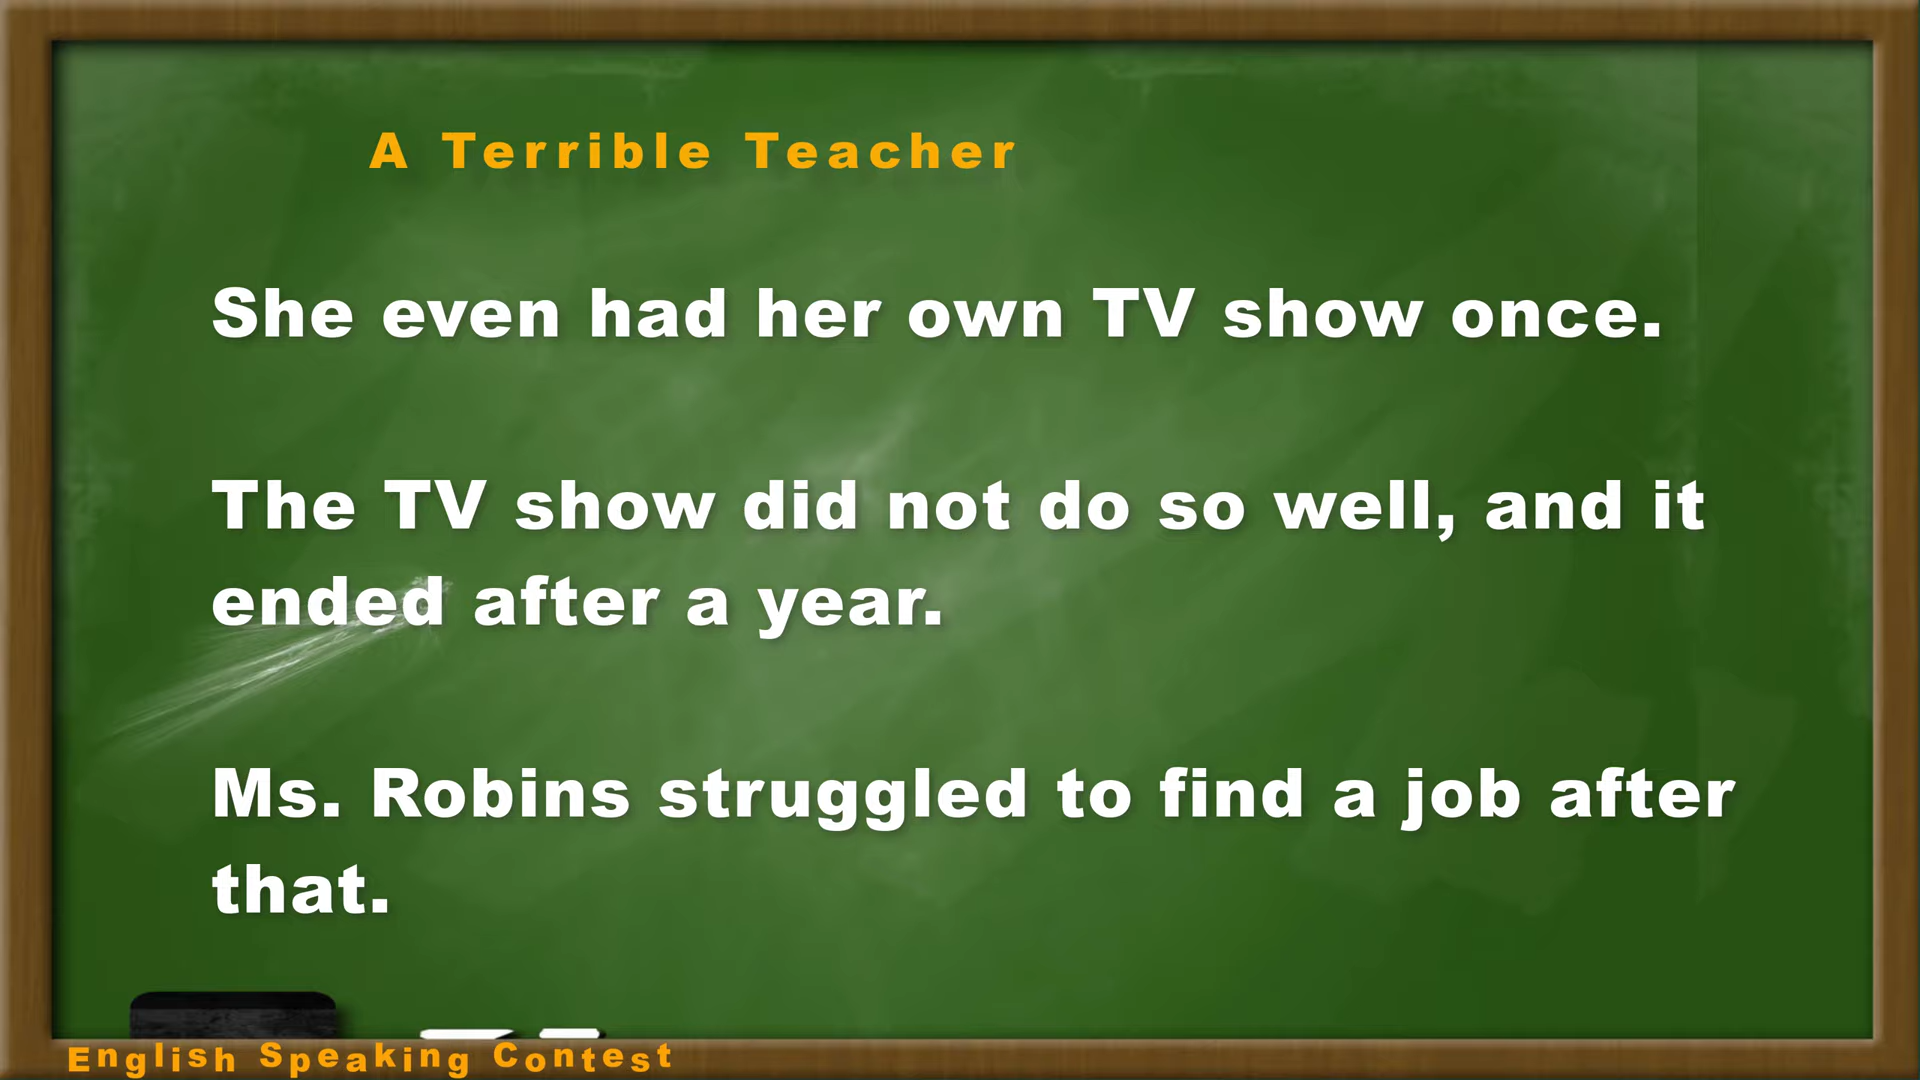 A Terrible Teacher
She even had her own TV show once.
The TV show did not do so well, and it
ended after a year.
Ms. Robins struggled to find a job after
that.
English Speaking Contest